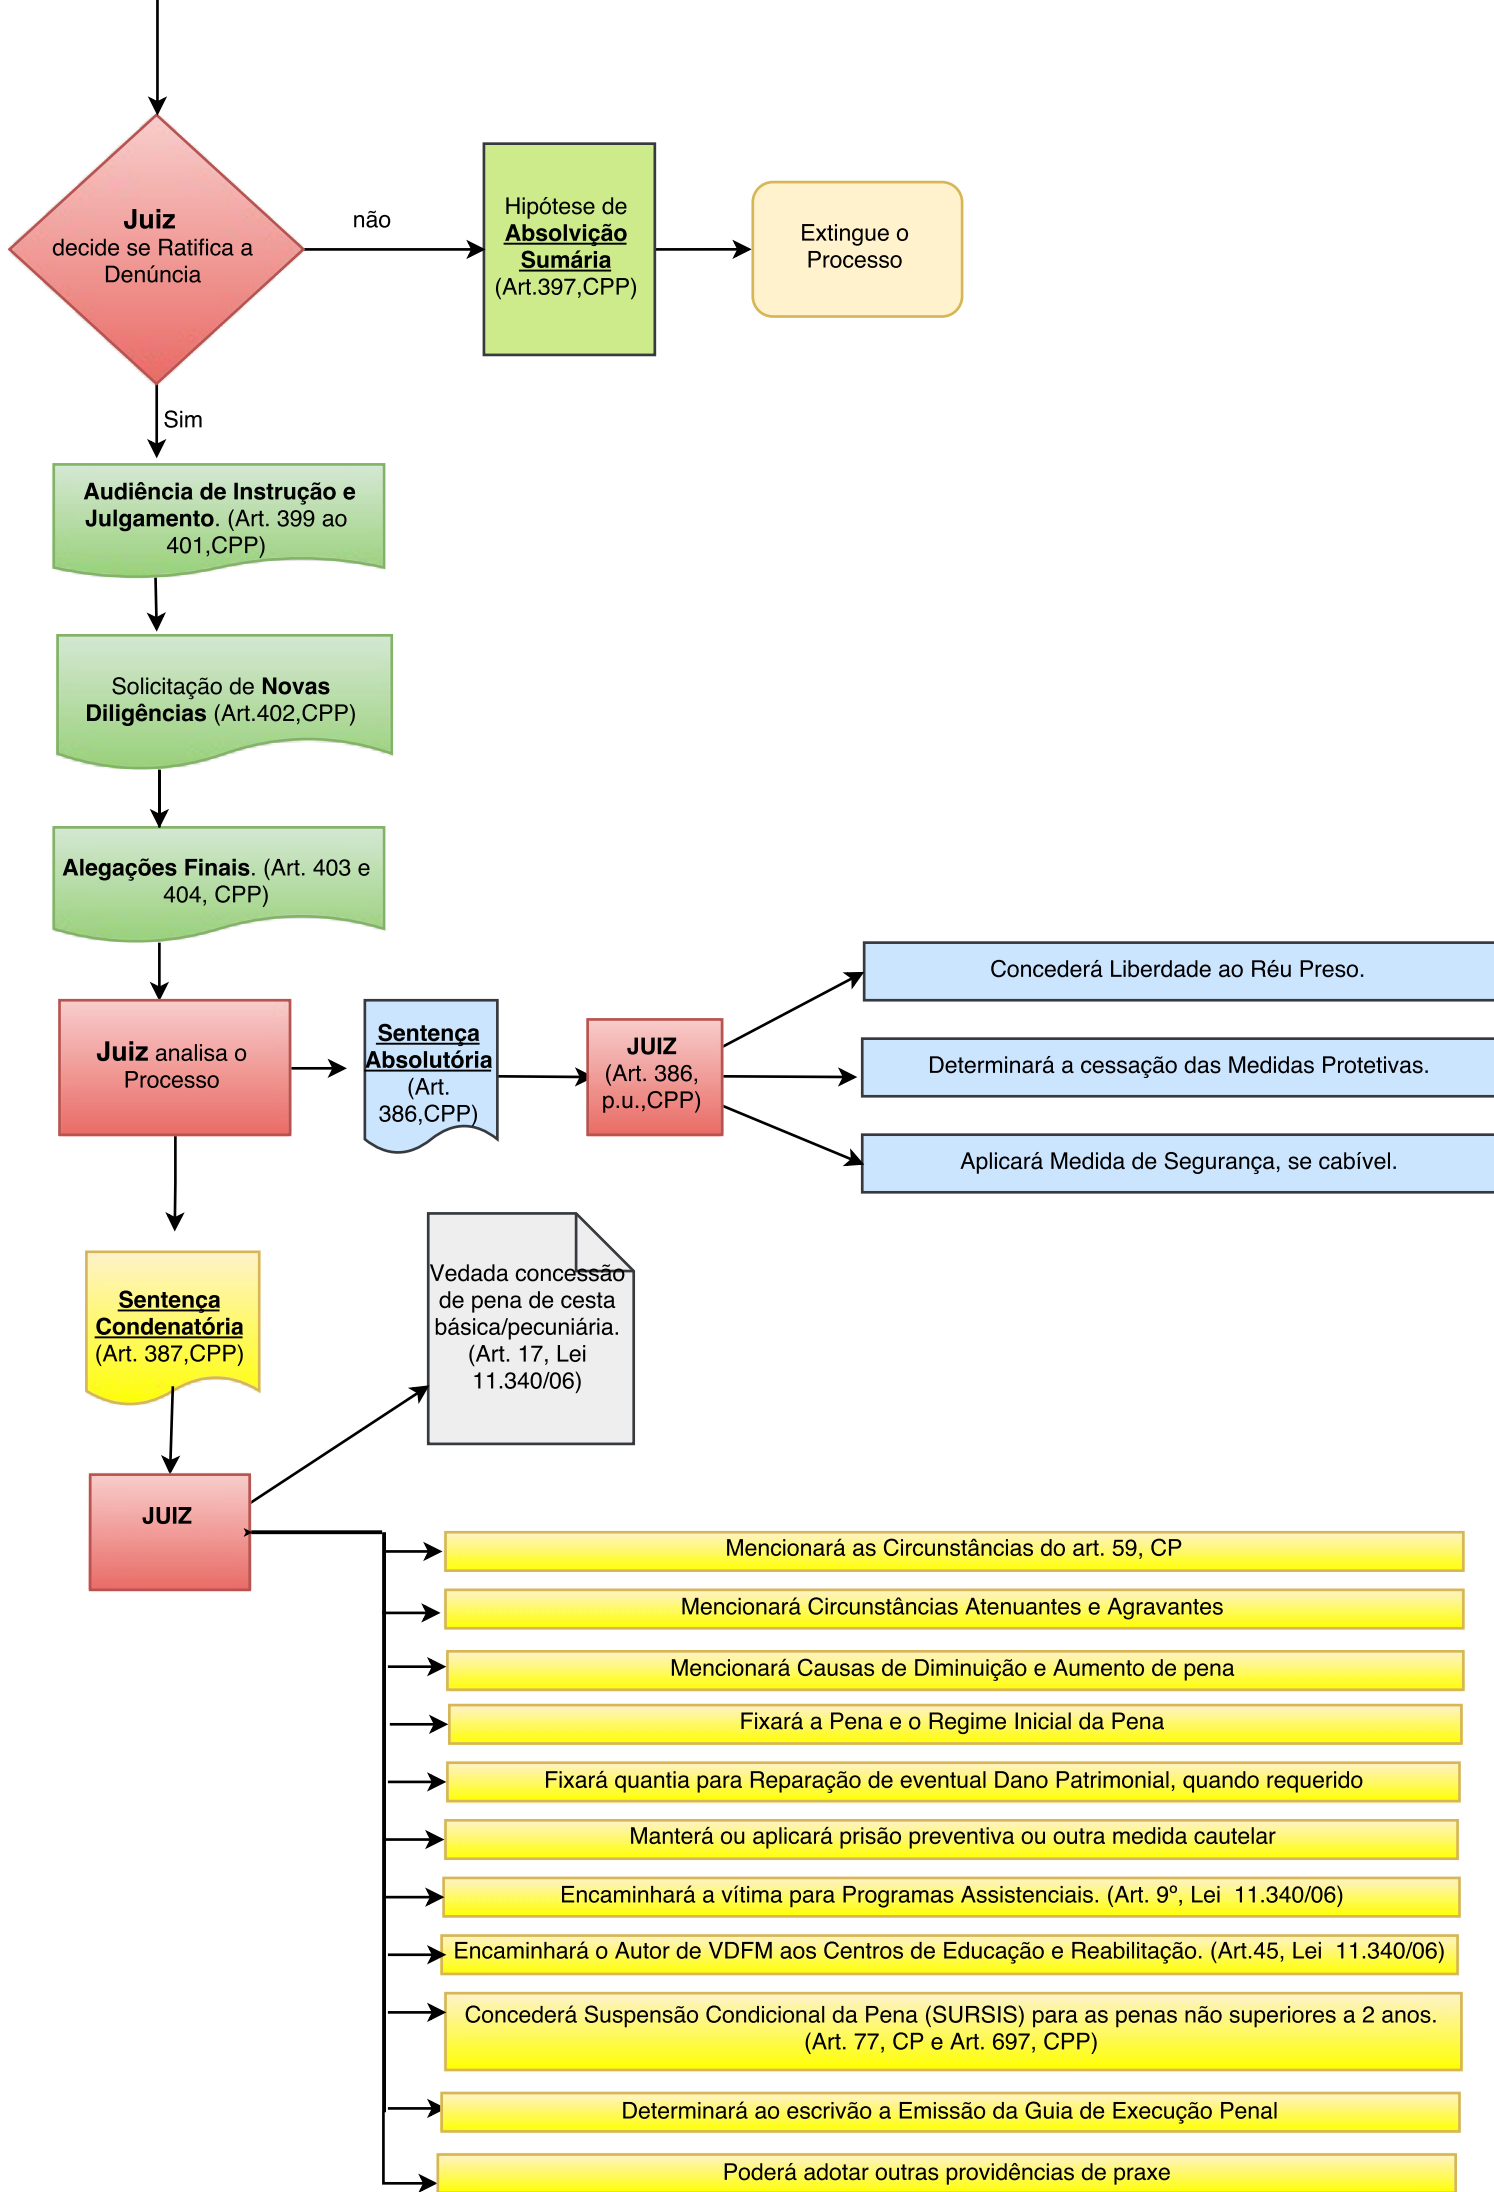 Juiz
decide se Ratifica a
Denúncia
não
Hipótese de
Absolvição
Sumária
(Art.397,CPP)
Extingue o
Processo
Sim
Audiência de Instrução e
Julgamento. (Art. 399 ao
401,CPP)
Solicitação de Novas
Diligências (Art.402,CPP)
Alegações Finais. (Art. 403 e
404, CPP)
Juiz analisa o
Processo
Sentença
Absolutória
(Art.
386,CPP)
JUIZ
(Art. 386,
p.u.,CPP)
Concederá Liberdade ao Réu Preso.
Determinará a cessação das Medidas Protetivas.
Aplicará Medida de Segurança, se cabível.
Sentença
Condenatória
(Art. 387,CPP)
Vedada concessão
de pena de cesta
básica/pecuniária.
(Art. 17, Lei
11.340/06)
JUIZ
Mencionará as Circunstâncias do art. 59, CP
Mencionará Circunstâncias Atenuantes e Agravantes
Mencionará Causas de Diminuição e Aumento de pena
Fixará a Pena e o Regime Inicial da Pena
Fixará quantia para Reparação de eventual Dano Patrimonial, quando requerido
Manterá ou aplicará prisão preventiva ou outra medida cautelar
Encaminhará a vítima para Programas Assistenciais. (Art. 9º, Lei  11.340/06)
Encaminhará o Autor de VDFM aos Centros de Educação e Reabilitação. (Art.45, Lei  11.340/06)
Concederá Suspensão Condicional da Pena (SURSIS) para as penas não superiores a 2 anos.
(Art. 77, CP e Art. 697, CPP)
Determinará ao escrivão a Emissão da Guia de Execução Penal
Poderá adotar outras providências de praxe